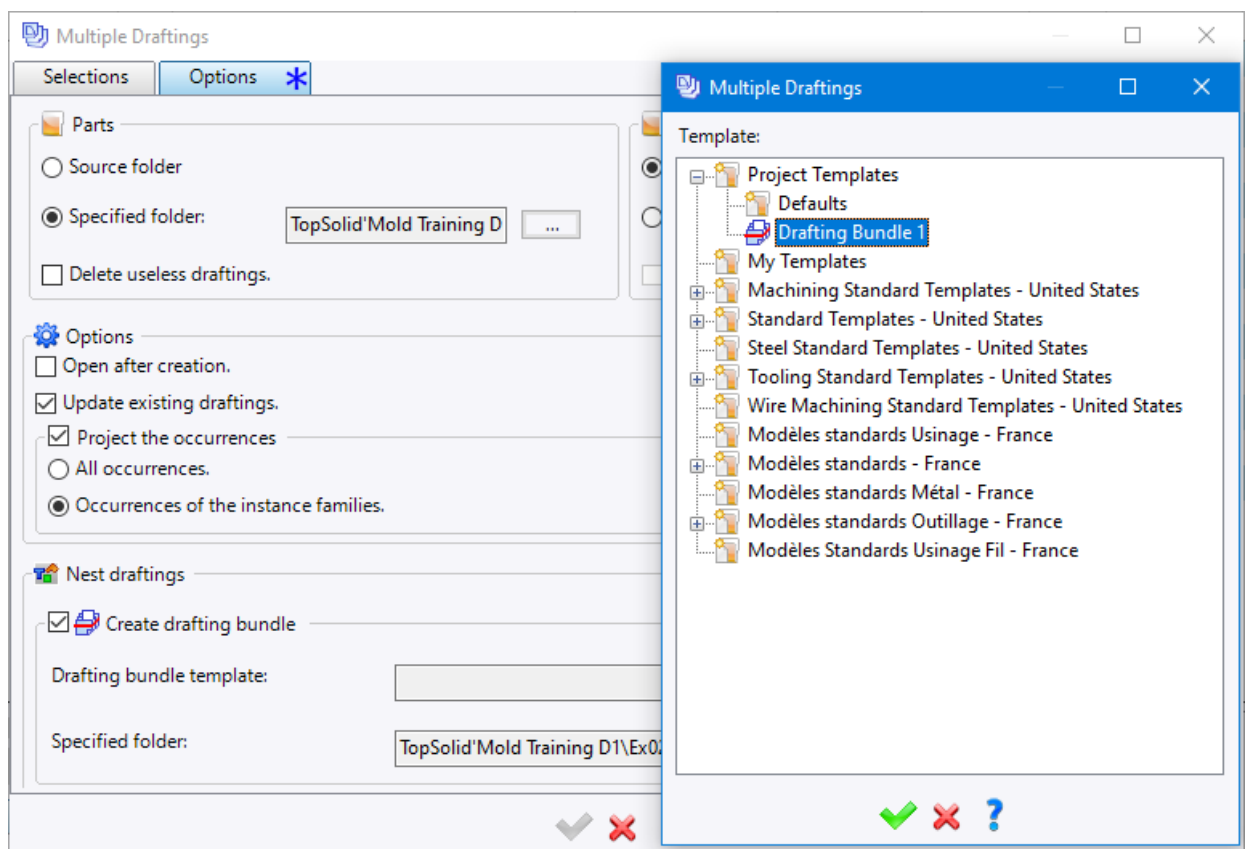 Multiple Draftings
Selections
Options
Parts
Source folder
Specified folder:
TopSolid'Mold Training D
...
Delete useless draftings.
Options
Open after creation.
Update existing draftings.
Project the occurrences
All occurrences.
Occurrences of the instance families.
Nest draftings
Create drafting bundle
Drafting bundle template:
Specified folder:
TopSolid'Mold Training D1\Ex02
Multiple Draftings
Template:
Project Templates
Defaults
Drafting Bundle 1
My Templates
Machining Standard Templates - United States
Standard Templates - United States
Steel Standard Templates - United States
Tooling Standard Templates - United States
Wire Machining Standard Templates - United States
Modèles standards Usinage - France
Modèles standards - France
Modèles standards Métal - France
Modèles standards Outillage - France
Modèles Standards Usinage Fil - France